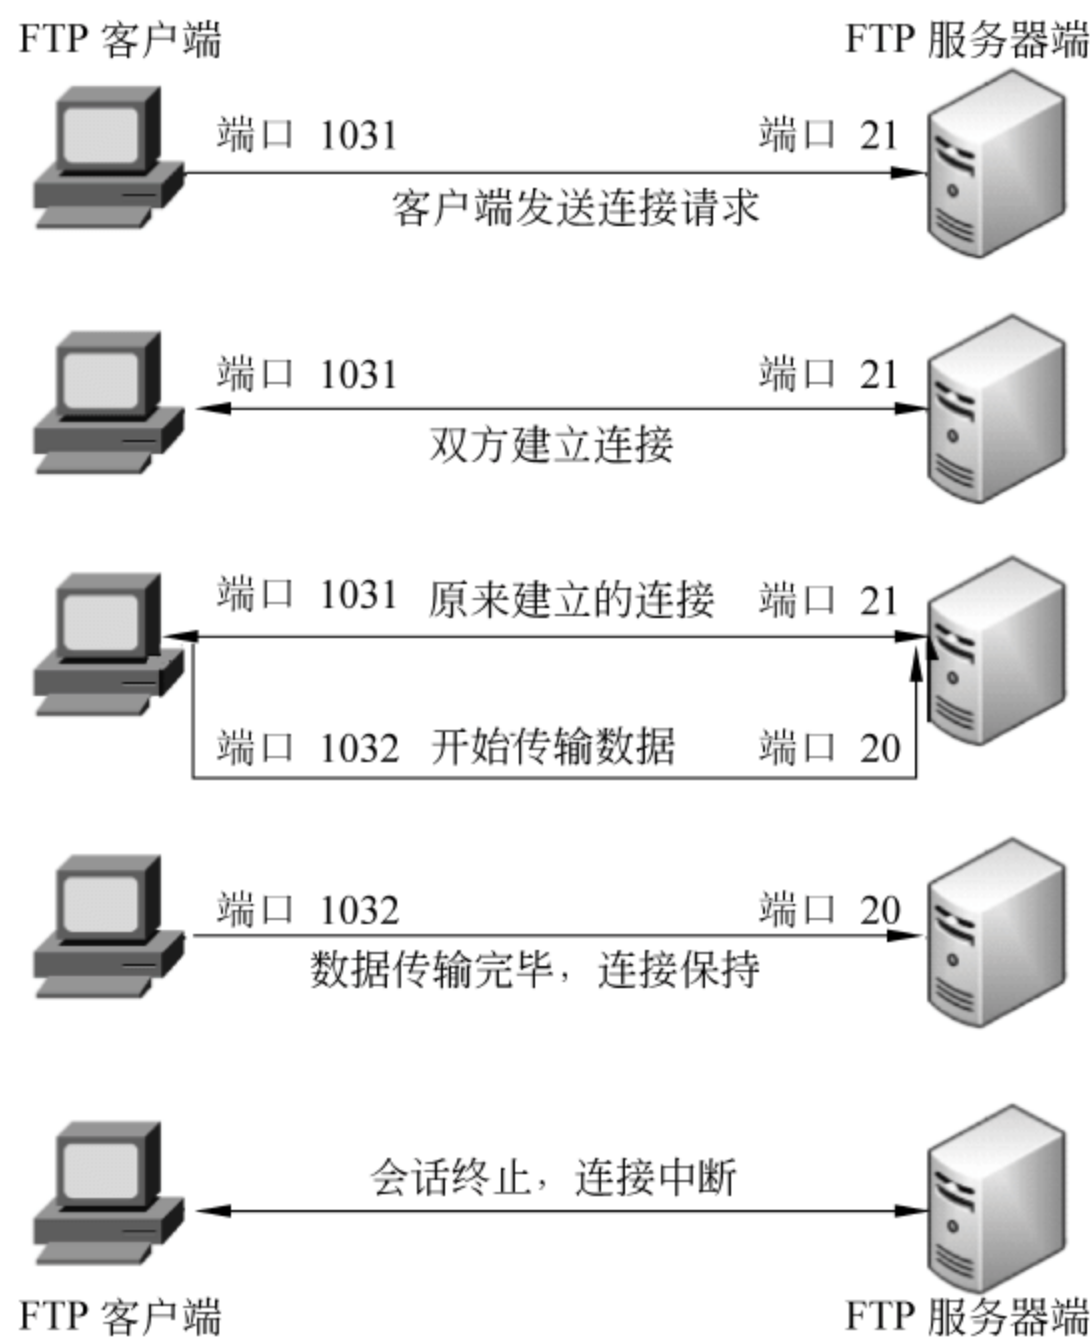 FTP 客户端 FTP 服务器端
端口 1031 端口 21
客户端发送连接请求
端口 1031 端口 21
双方建立连接
端口 1031 原来建立的连接 端口 21
端口 1032 开始传输数据 端口 20
端口 1032 端口 20
数据传输完毕，连接保持
会话终止，连接中断
FTP 客户端 FTP 服务器端